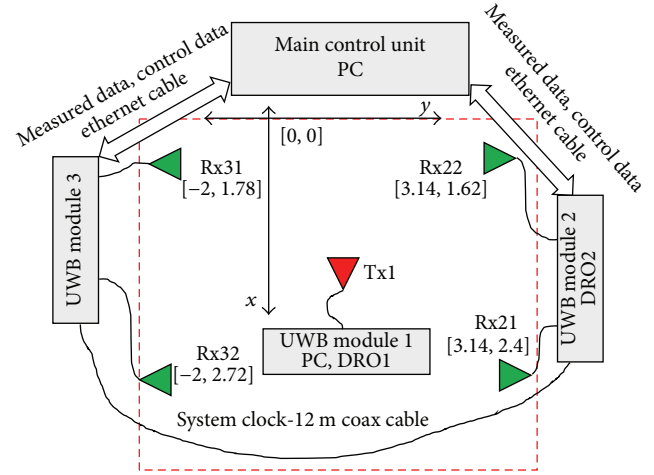 Main control unit
PC
Measured data, control data
ethernet cable
Measured data, control data
ethernet cable
y
[0, 0]
Rx31
[−2, 1.78]
Rx22
[3.14, 1.62]
UWB module 3
UWB module 2
DRO2
Tx1
x
UWB module 1
PC, DRO1
Rx21
[3.14, 2.4]
Rx32
[−2, 2.72]
System clock-12 m coax cable